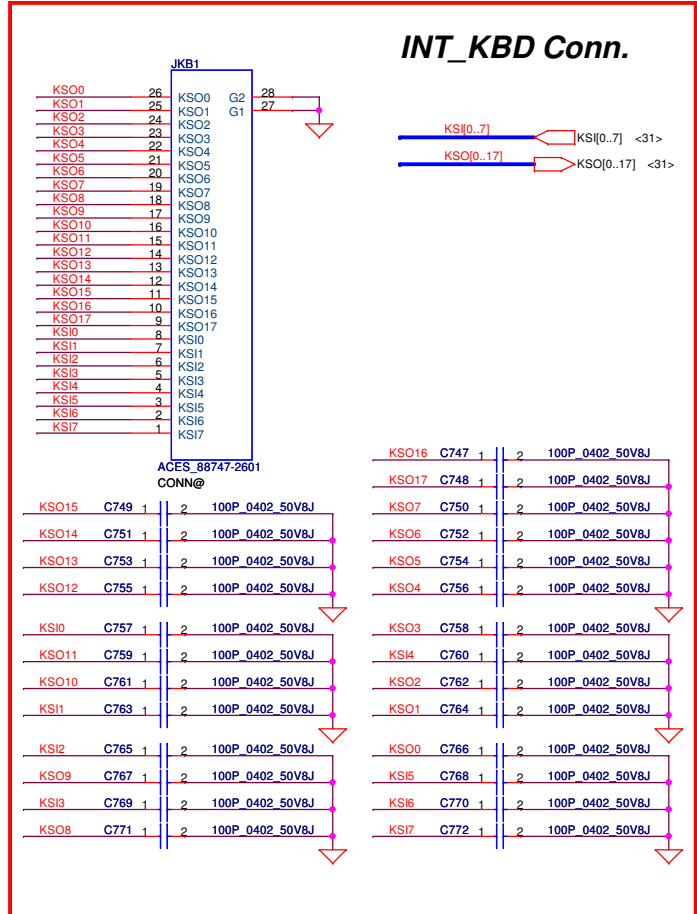 INT_KBD Conn.
JKB1
KSO0 26 KSO0 G2 28
KSO1 25 KSO1 G1 27
KSO2 24 KSO2
KSO3 23 KSO3
KSO4 22 KSO4
KSO5 21 KSO5
KSO6 20 KSO6
KSO7 19 KSO7
KSO8 18 KSO8
KSO9 17 KSO9
KSO10 16 KSO10
KSO11 15 KSO11
KSO12 14 KSO12
KSO13 13 KSO13
KSO14 12 KSO14
KSO15 11 KSO15
KSO16 10 KSO16
KSO17 9 KSO17
KSI0 8 KSI0
KSI1 7 KSI1
KSI2 6 KSI2
KSI3 5 KSI3
KSI4 4 KSI4
KSI5 3 KSI5
KSI6 2 KSI6
KSI7 1 KSI7
ACES_88747-2601
CONN@
KSI[0..7] KSI[0..7] <31>
KSO[0..17] KSO[0..17] <31>
KSO15 C749 1 2 100P_0402_50V8J
KSO14 C751 1 2 100P_0402_50V8J
KSO13 C753 1 2 100P_0402_50V8J
KSO12 C755 1 2 100P_0402_50V8J
KSI0 C757 1 2 100P_0402_50V8J
KSO11 C759 1 2 100P_0402_50V8J
KSO10 C761 1 2 100P_0402_50V8J
KSI1 C763 1 2 100P_0402_50V8J
KSI2 C765 1 2 100P_0402_50V8J
KSO9 C767 1 2 100P_0402_50V8J
KSI3 C769 1 2 100P_0402_50V8J
KSO8 C771 1 2 100P_0402_50V8J
KSO16 C747 1 2 100P_0402_50V8J
KSO17 C748 1 2 100P_0402_50V8J
KSO7 C750 1 2 100P_0402_50V8J
KSO6 C752 1 2 100P_0402_50V8J
KSO5 C754 1 2 100P_0402_50V8J
KSO4 C756 1 2 100P_0402_50V8J
KSO3 C758 1 2 100P_0402_50V8J
KSI4 C760 1 2 100P_0402_50V8J
KSO2 C762 1 2 100P_0402_50V8J
KSO1 C764 1 2 100P_0402_50V8J
KSO0 C766 1 2 100P_0402_50V8J
KSI5 C768 1 2 100P_0402_50V8J
KSI6 C770 1 2 100P_0402_50V8J
KSI7 C772 1 2 100P_0402_50V8J